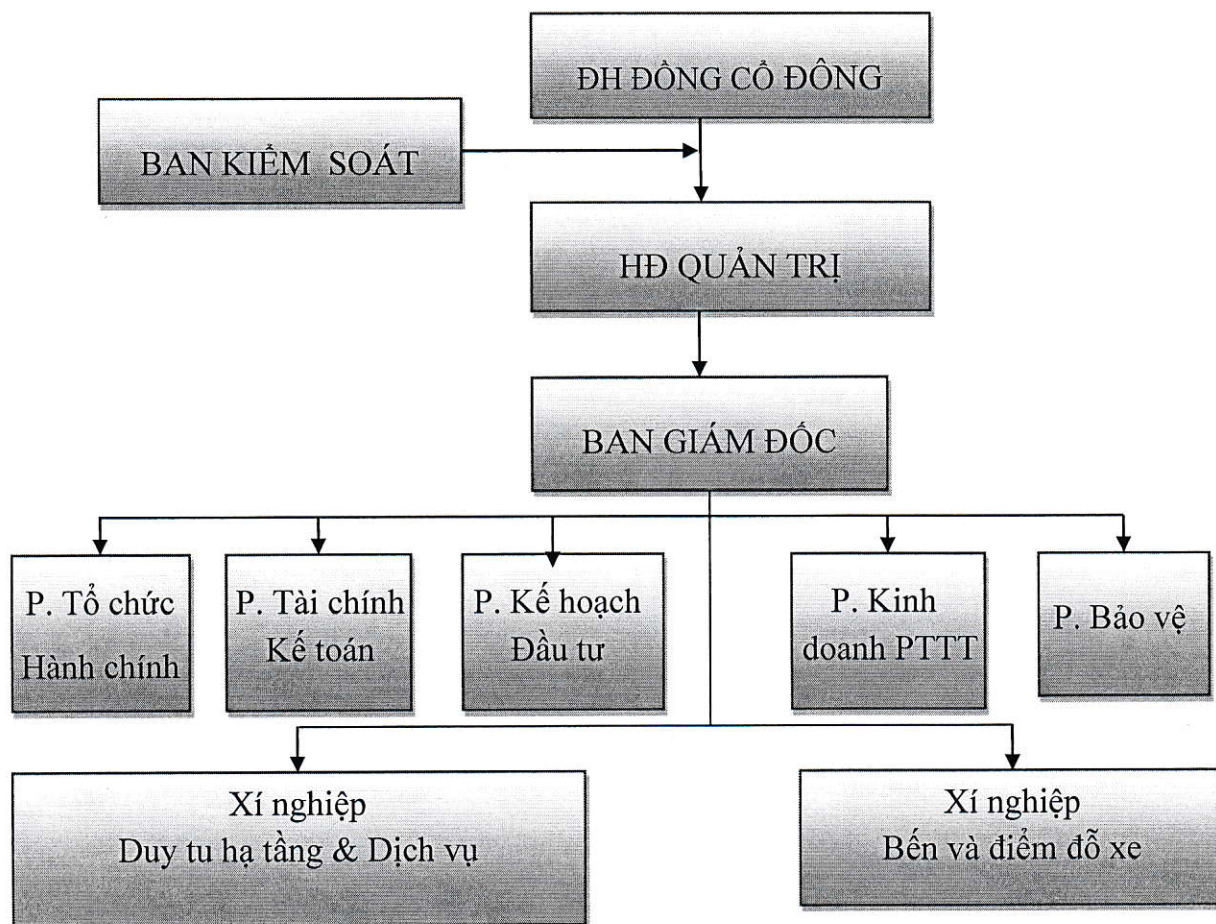 ĐH ĐỒNG CỔ ĐÔNG
BAN KIỂM SOÁT
HĐ QUẢN TRỊ
BAN GIÁM ĐỐC
P. Tổ chức
Hành chính
P. Tài chính
Kế toán
P. Kế hoạch
Đầu tư
P. Kinh
doanh PTTT
P. Bảo vệ
Xí nghiệp
Duy tu hạ tầng & Dịch vụ
Xí nghiệp
Bến và điểm đỗ xe